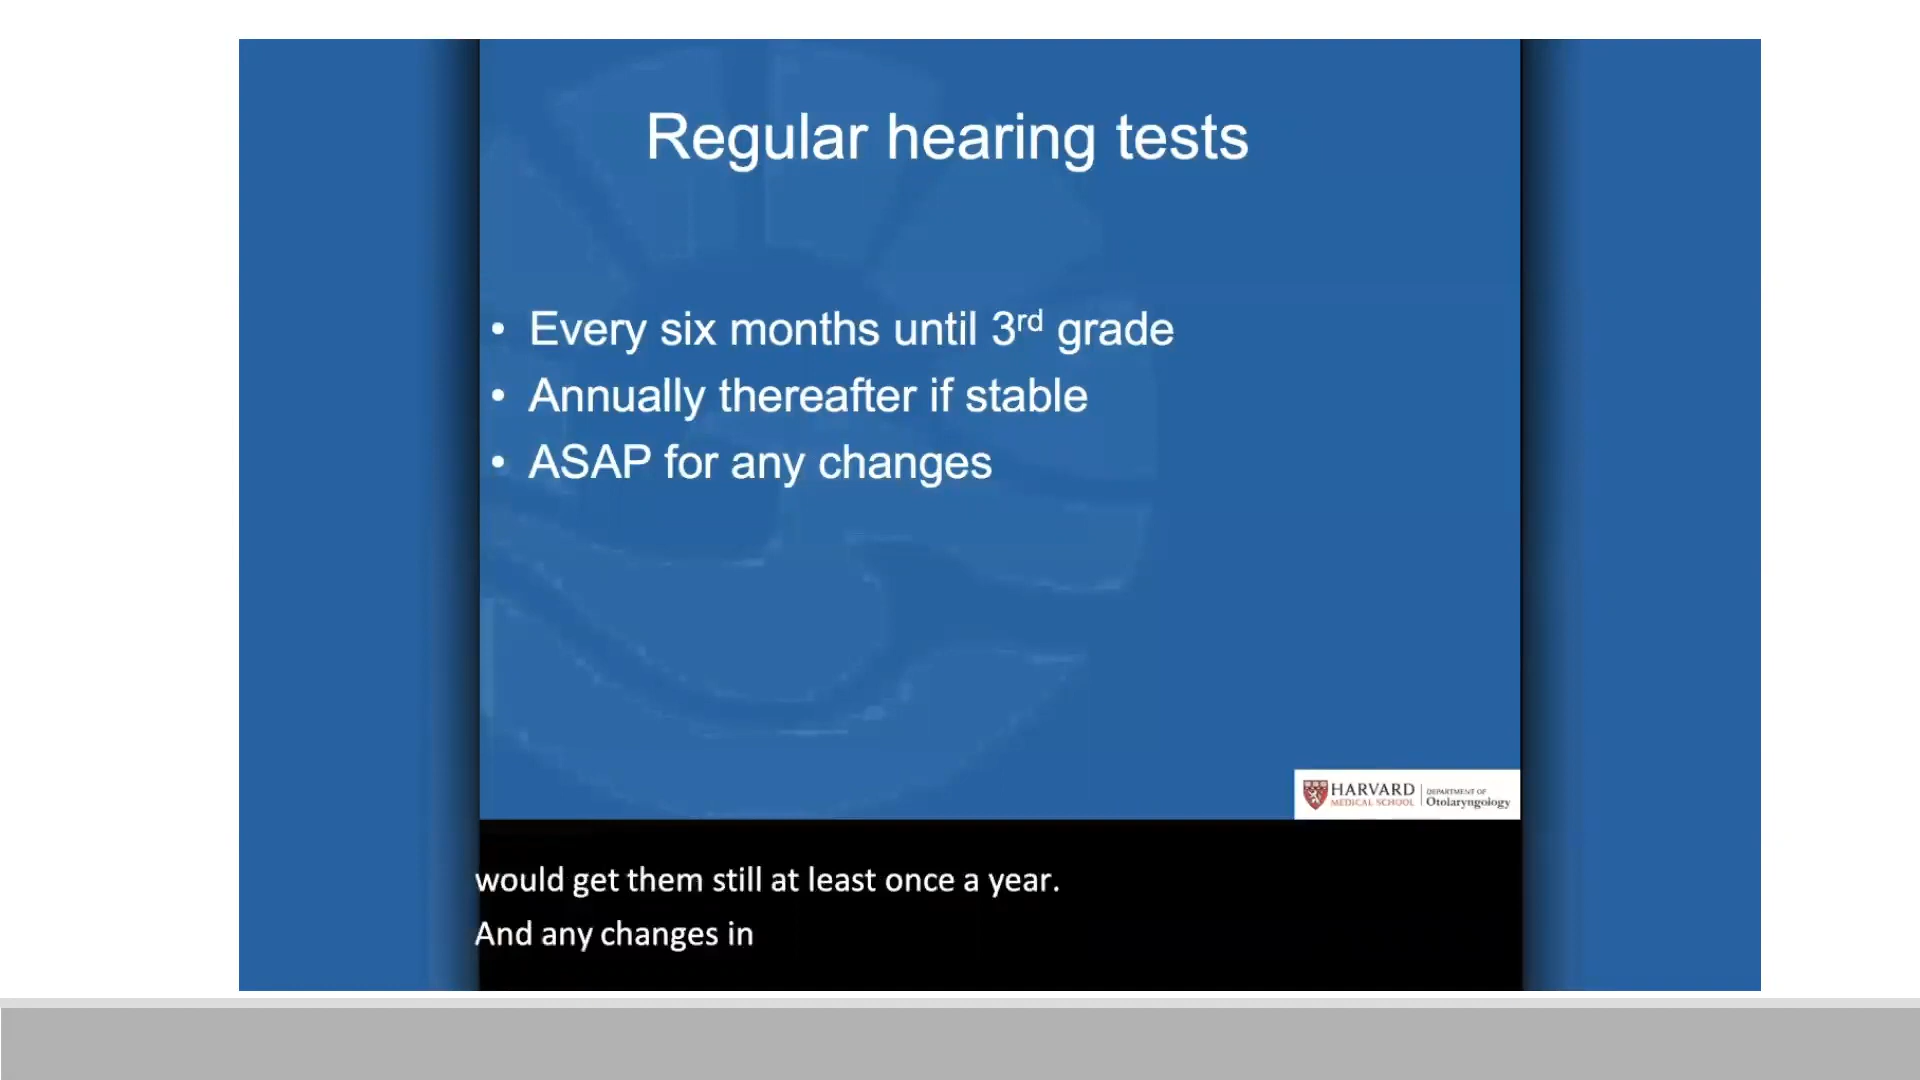 Regular hearing tests
• Every six months until 3rd grade
• Annually thereafter if stable
• ASAP for any changes
HARVARD
MEDICAL SCHOOL
DEPARTMENT OF
Otolaryngology
would get them still at least once a year.
And any changes in